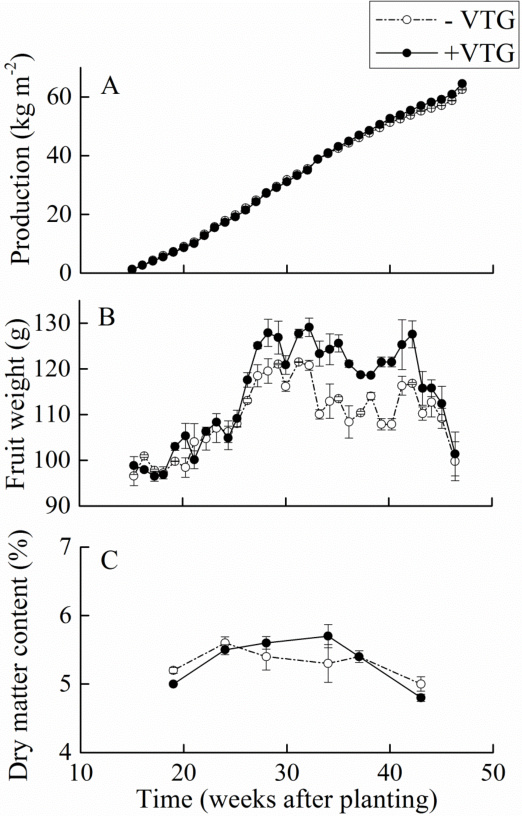 - VTG
+VTG
A
Production (kg m-2)
60
40
20
0
B
Fruit weight (g)
130
120
110
100
90
C
Dry matter content (%)
7
6
5
4
10 20 30 40 50
Time (weeks after planting)